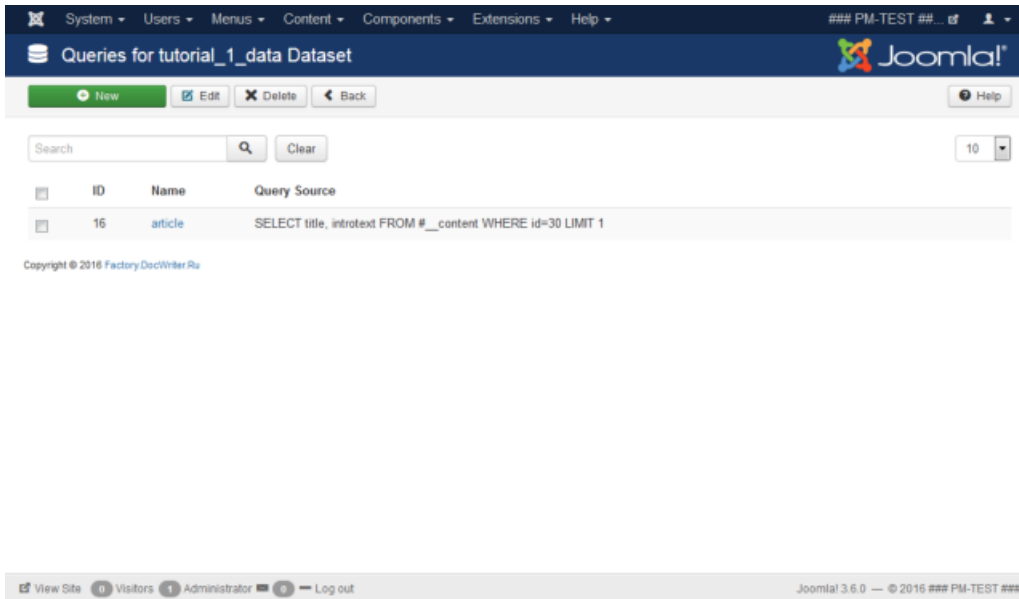 System Users Menus Content Components Extensions Help ### PM-TEST ##...
Queries for tutorial_1_data Dataset Joomla!®
New Edit Delete Back Help
Search Clear 10
ID Name Query Source
16 article SELECT title, introtext FROM #__content WHERE id=30 LIMIT 1
Copyright © 2016 Factory.DocWriter.Ru
View Site 0 Visitors 1 Administrator 0 Log out Joomla! 3.6.0 — © 2016 ### PM-TEST ###